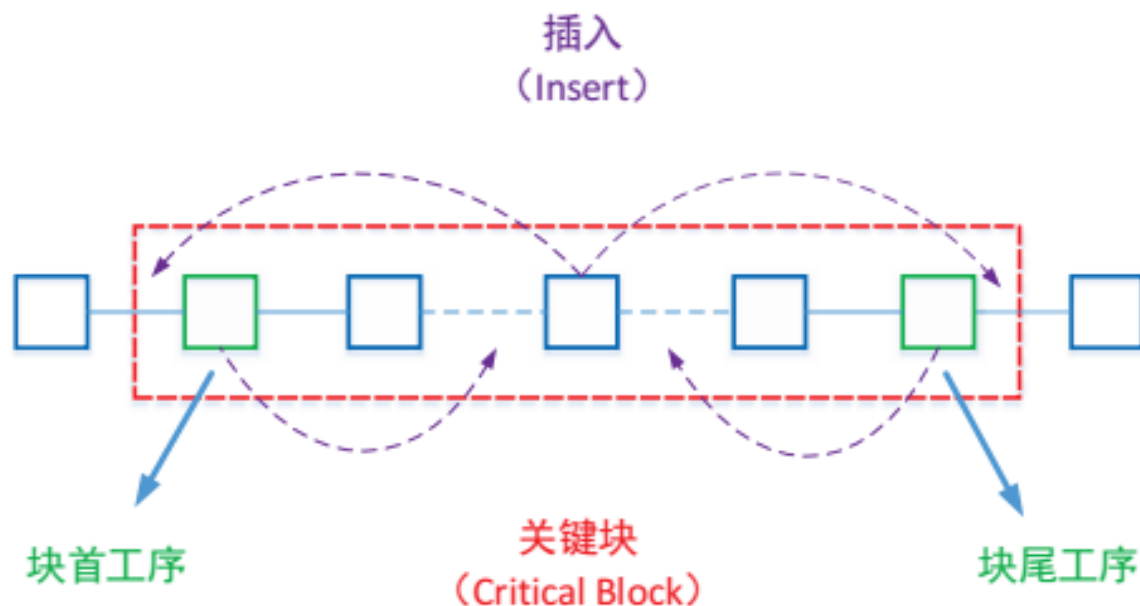 插入
（Insert）
块首工序
关键块
（Critical Block）
块尾工序